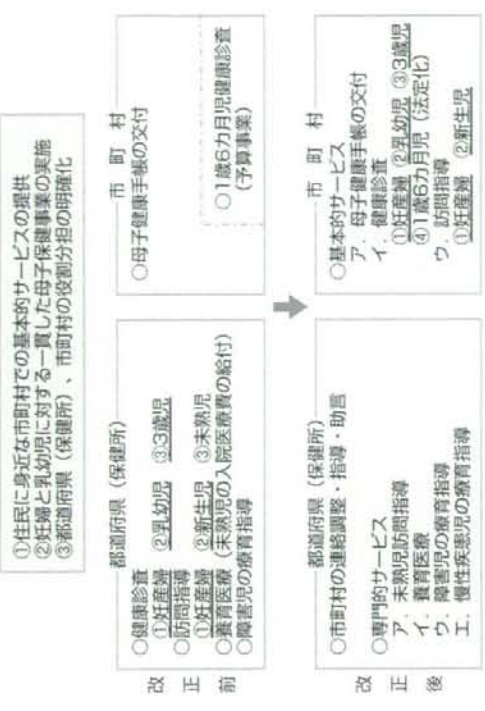 ①住民に身近な市町村での基本的サービスの提供
②妊婦と乳幼児に対する一貫した母子保健事業の実施
③都道府県（保健所）、市町村の役割分担の明確化
改正前
都道府県（保健所）
○健康診査
①妊産婦 ②乳幼児 ③3歳児
○訪問指導
①妊産婦 ②新生児 ③未熟児
○養育医療（未熟児の入院医療費の給付）
○障害児の療育指導
市町村
○母子健康手帳の交付
○1歳6カ月児健康診査
（予算事業）
改正後
都道府県（保健所）
○市町村の連絡調整・指導・助言
○専門的サービス
ア．未熟児訪問指導
イ．養育医療
ウ．障害児の療育指導
エ．慢性疾患児の療育指導
市町村
○基本的サービス
ア．母子健康手帳の交付
イ．健康診査
①妊産婦 ②乳幼児 ③3歳児
④1歳6カ月児（法定化）
ウ．訪問指導
①妊産婦 ②新生児